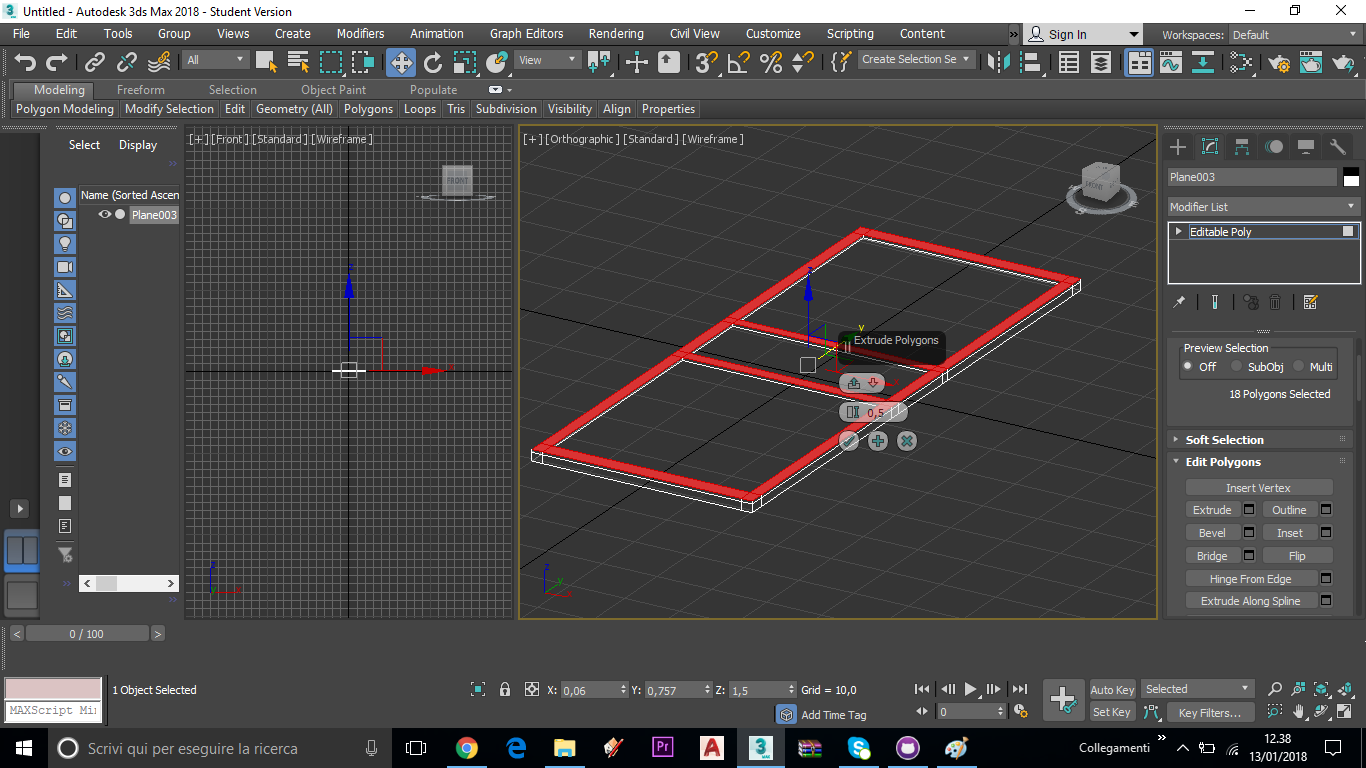 Untitled - Autodesk 3ds Max 2018 - Student Version
File Edit Tools Group Views Create Modifiers Animation Graph Editors Rendering Civil View Customize Scripting Content » Sign In Workspaces: Default
All View Create Selection Se
Modeling Freeform Selection Object Paint Populate
Polygon Modeling Modify Selection Edit Geometry (All) Polygons Loops Tris Subdivision Visibility Align Properties
Select Display
Name (Sorted Ascen
Plane003
[+] [Front] [Standard] [Wireframe]
FRONT
z
x
z
x
[+] [Orthographic] [Standard] [Wireframe]
FRONT
z
y
Extrude Polygons
0,5
z
y
x
Plane003
Modifier List
Editable Poly
Preview Selection
Off SubObj Multi
18 Polygons Selected
Soft Selection
Edit Polygons
Insert Vertex
Extrude Outline
Bevel Inset
Bridge Flip
Hinge From Edge
Extrude Along Spline
< 0 / 100 >
MAXScript Mi
1 Object Selected
X: 0,06 Y: 0,757 Z: 1,5 Grid = 10,0
Add Time Tag
0
Auto Key Selected
Set Key Key Filters...
Scrivi qui per eseguire la ricerca
Pr
A
3
MAX
S
Collegamenti »
12.38
13/01/2018